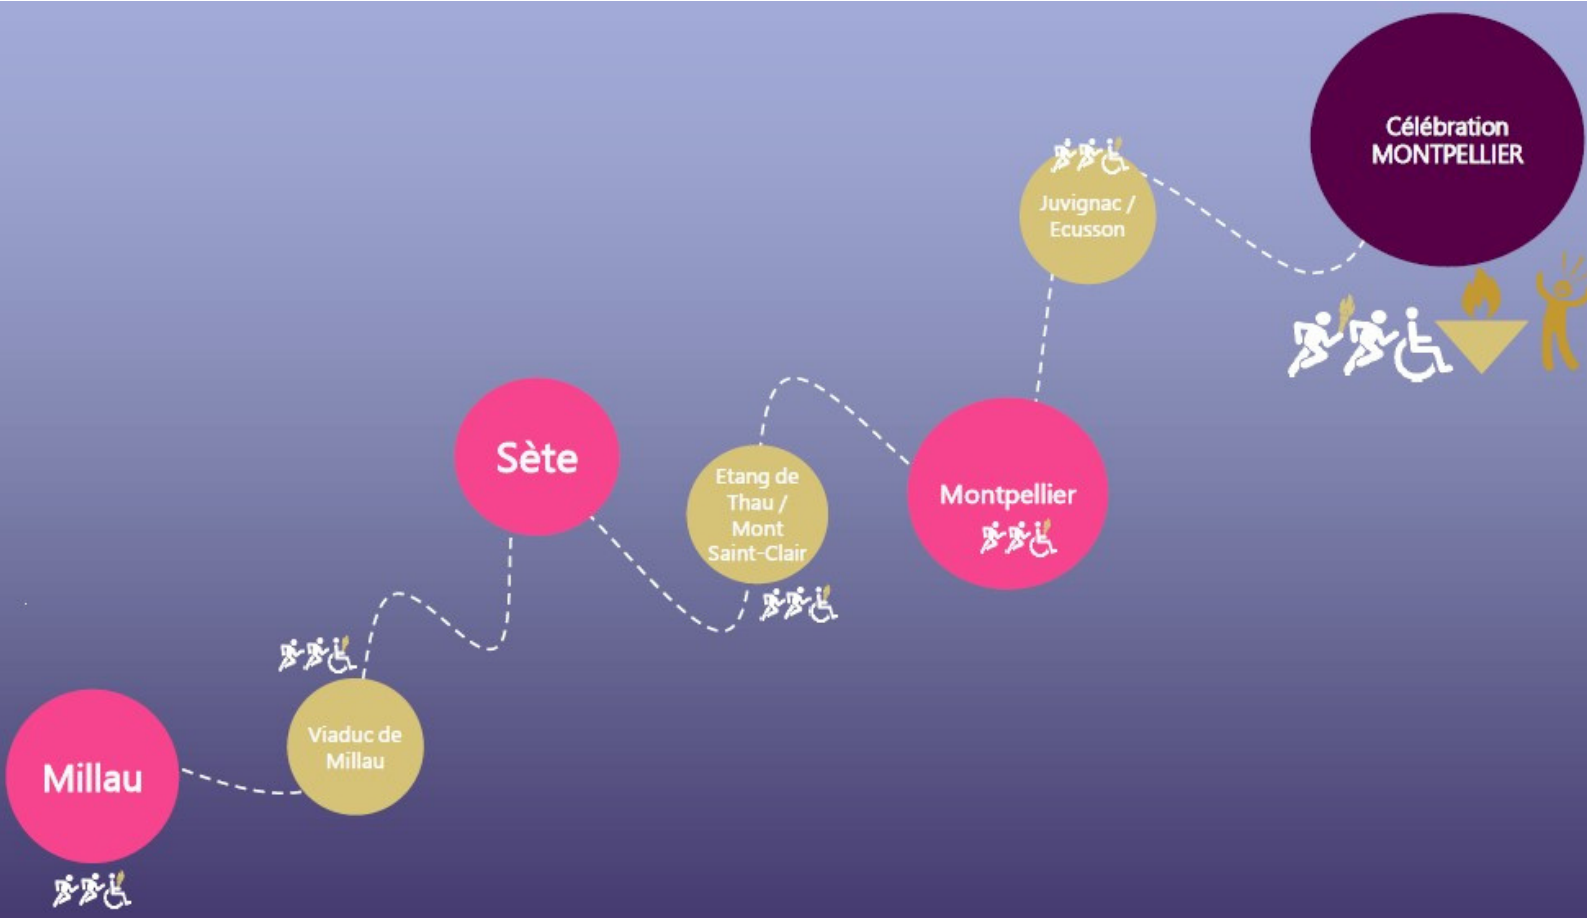 Célébration
MONTPELLIER
Juvignac /
Ecusson
Sète
Etang de
Thau /
Mont
Saint-Clair
Montpellier
Viaduc de
Millau
Millau